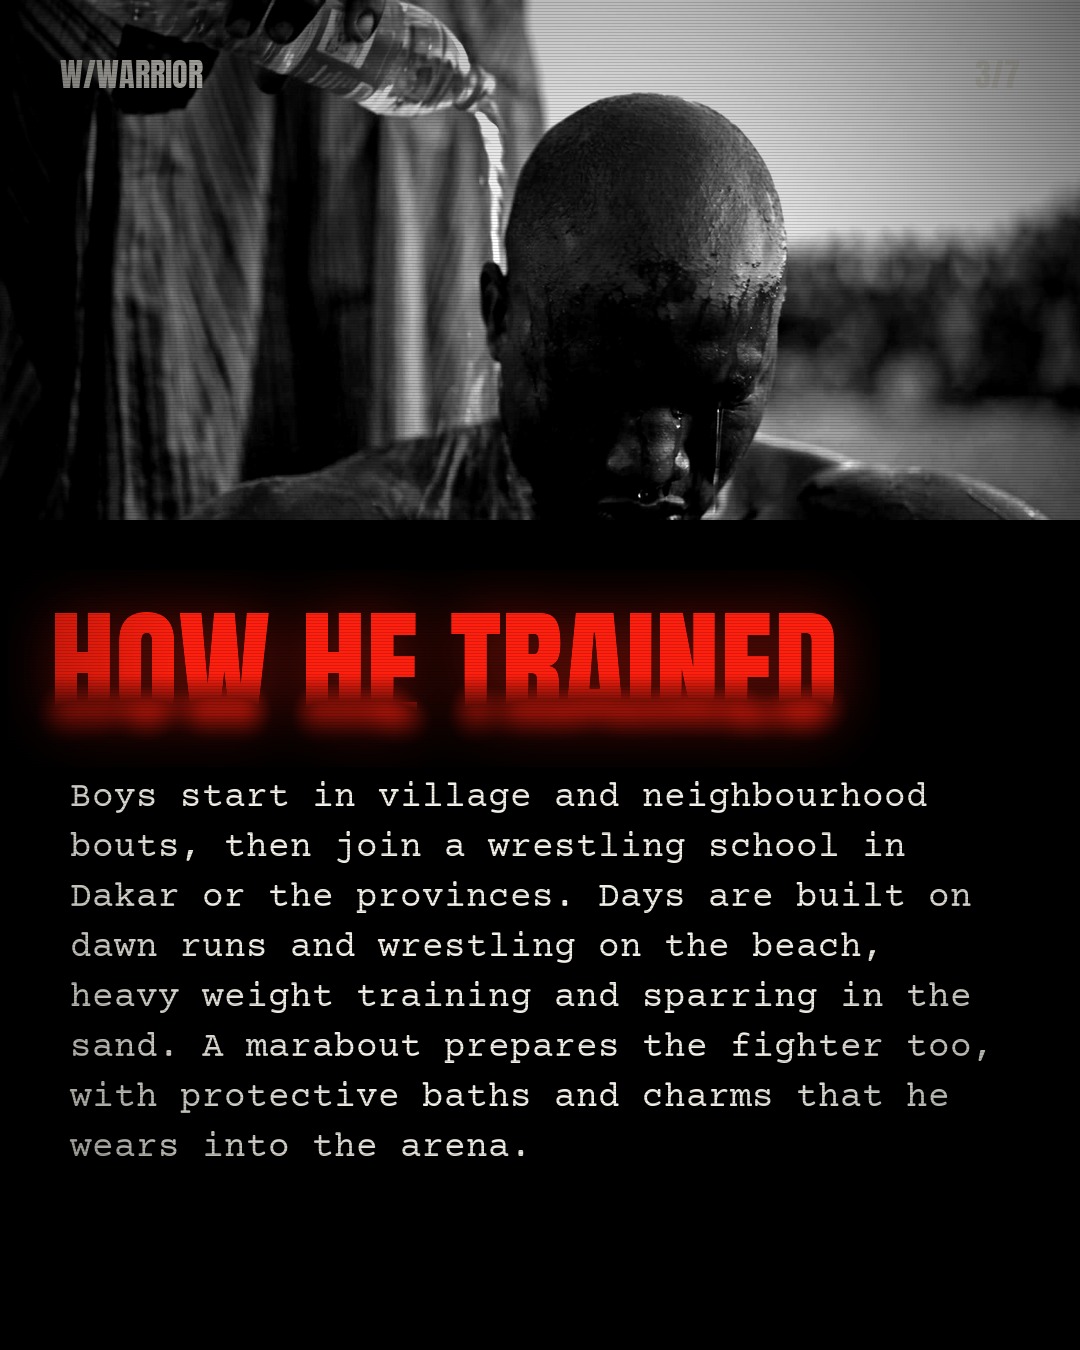 W/WARRIOR
3/7
HOW HE TRAINED
Boys start in village and neighbourhood
bouts, then join a wrestling school in
Dakar or the provinces. Days are built on
dawn runs and wrestling on the beach,
heavy weight training and sparring in the
sand. A marabout prepares the fighter too,
with protective baths and charms that he
wears into the arena.